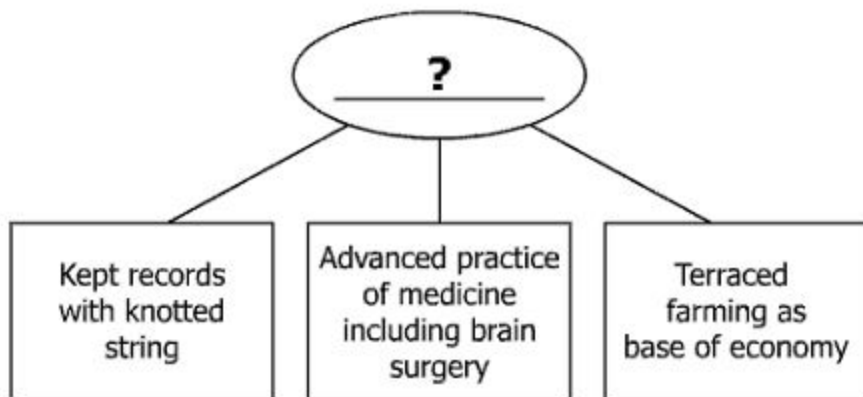 ?
Kept records
with knotted
string
Advanced practice
of medicine
including brain
surgery
Terraced
farming as
base of economy